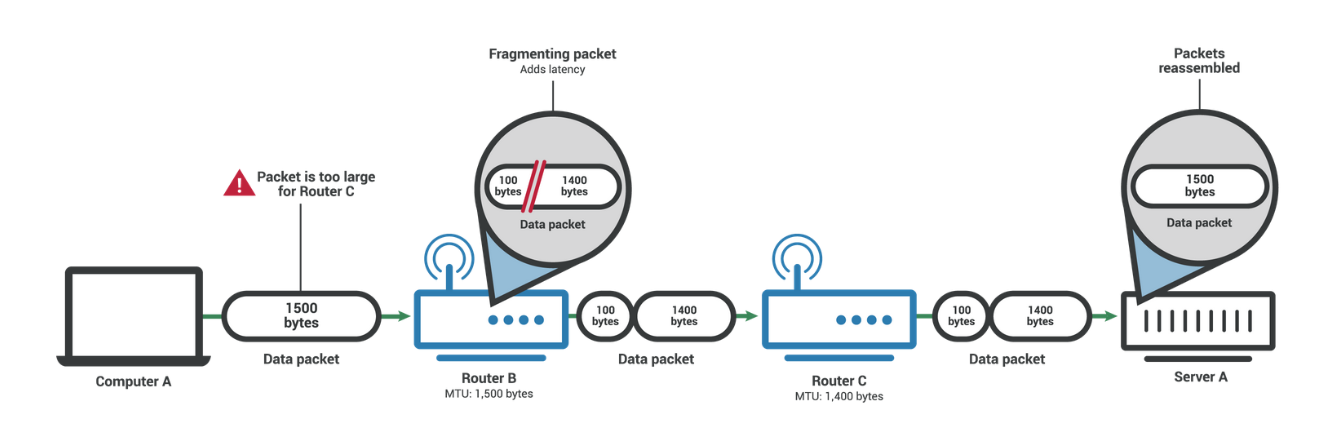 Fragmenting packet
Adds latency
Packets
reassembled
Packet is too large
for Router C
100
bytes
1400
bytes
Data packet
1500
bytes
Data packet
1500
bytes
Data packet
100
bytes
1400
bytes
Data packet
100
bytes
1400
bytes
Data packet
Computer A
Router B
MTU: 1,500 bytes
Router C
MTU: 1,400 bytes
Server A